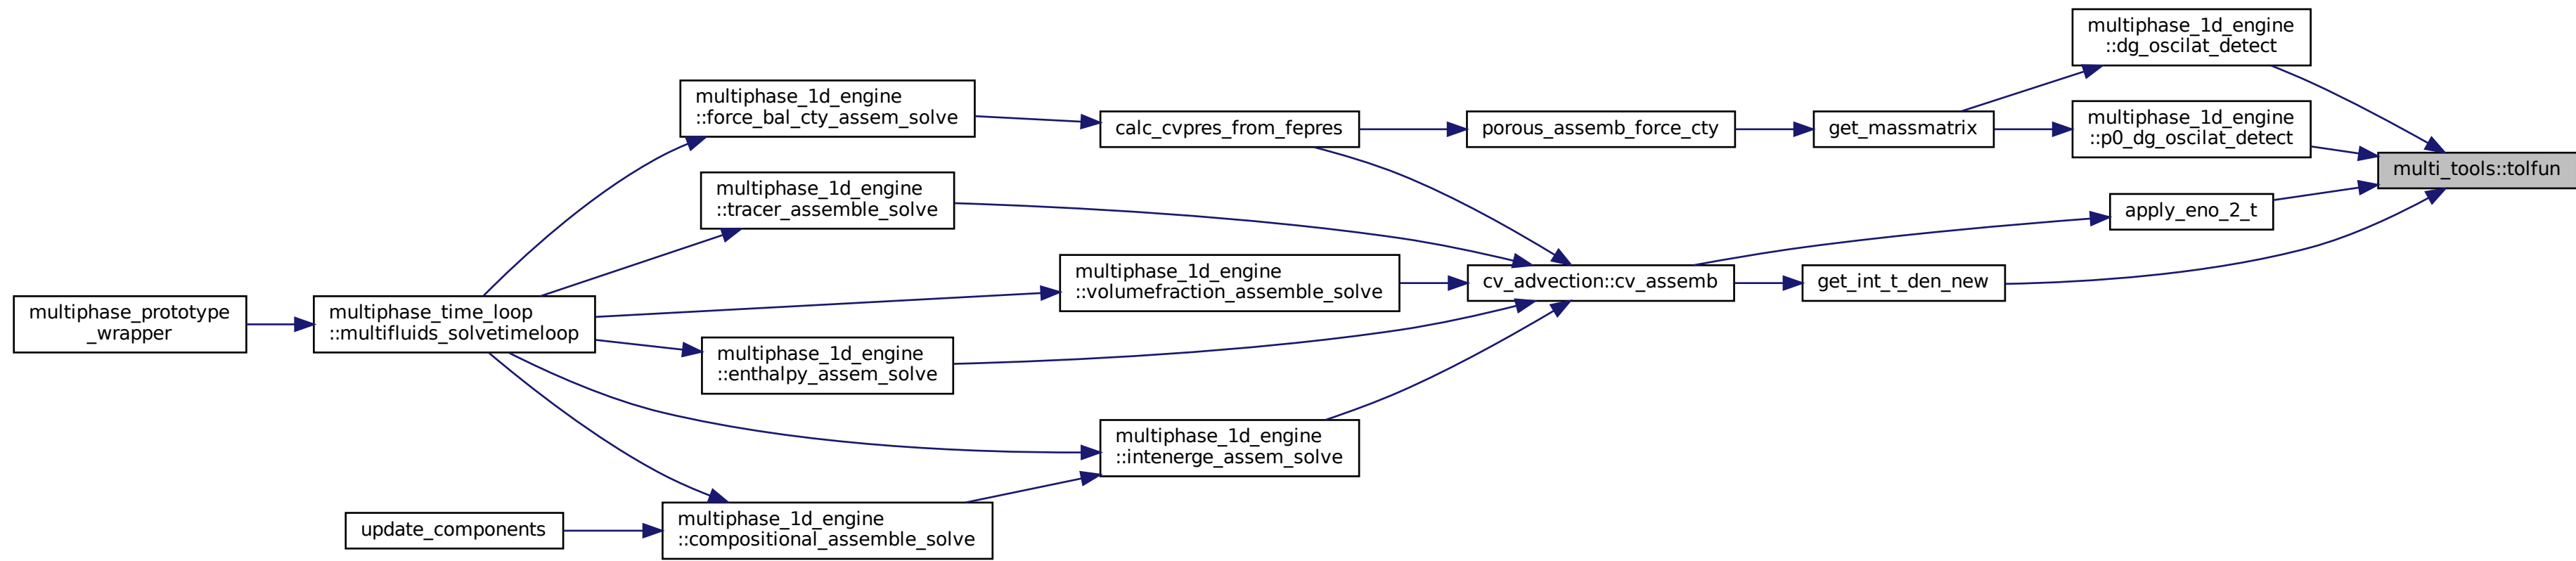 multiphase_1d_engine
::dg_oscilat_detect
multiphase_1d_engine
::force_bal_cty_assem_solve
calc_cvpres_from_fepres
porous_assemb_force_cty
get_massmatrix
multiphase_1d_engine
::p0_dg_oscilat_detect
multi_tools::tolfun
multiphase_1d_engine
::tracer_assemble_solve
apply_eno_2_t
multiphase_1d_engine
::volumefraction_assemble_solve
cv_advection::cv_assemb
get_int_t_den_new
multiphase_prototype
_wrapper
multiphase_time_loop
::multifluids_solvetimeloop
multiphase_1d_engine
::enthalpy_assem_solve
multiphase_1d_engine
::intenerge_assem_solve
update_components
multiphase_1d_engine
::compositional_assemble_solve